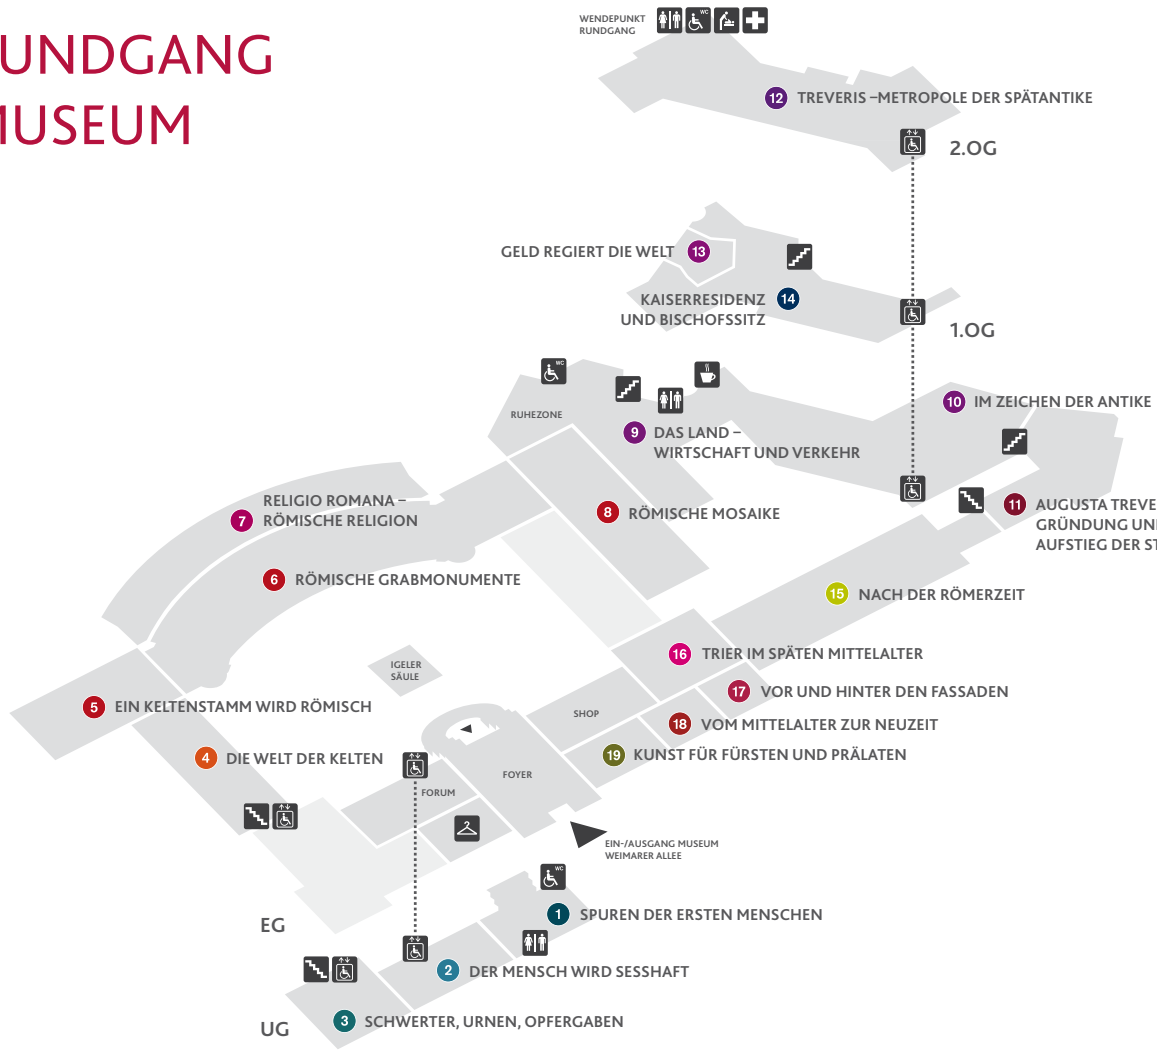 UNDGANG
MUSEUM
WENDEPUNKT
RUNDGANG
WC
12 TREVERIS –METROPOLE DER SPÄTANTIKE
2.OG
GELD REGIERT DIE WELT 13
KAISERRESIDENZ 14
UND BISCHOFSSITZ
1.OG
WC
RUHEZONE
10 IM ZEICHEN DER ANTIKE
9 DAS LAND –
WIRTSCHAFT UND VERKEHR
RELIGIO ROMANA –
7 RÖMISCHE RELIGION
8 RÖMISCHE MOSAIKE
11 AUGUSTA TREVE
GRÜNDUNG UN
AUFSTIEG DER ST
6 RÖMISCHE GRABMONUMENTE
15 NACH DER RÖMERZEIT
16 TRIER IM SPÄTEN MITTELALTER
IGELER
SÄULE
17 VOR UND HINTER DEN FASSADEN
5 EIN KELTENSTAMM WIRD RÖMISCH
SHOP
18 VOM MITTELALTER ZUR NEUZEIT
4 DIE WELT DER KELTEN
19 KUNST FÜR FÜRSTEN UND PRÄLATEN
FOYER
FORUM
EIN-/AUSGANG MUSEUM
WEIMARER ALLEE
WC
EG
1 SPUREN DER ERSTEN MENSCHEN
2 DER MENSCH WIRD SESSHAFT
UG
3 SCHWERTER, URNEN, OPFERGABEN